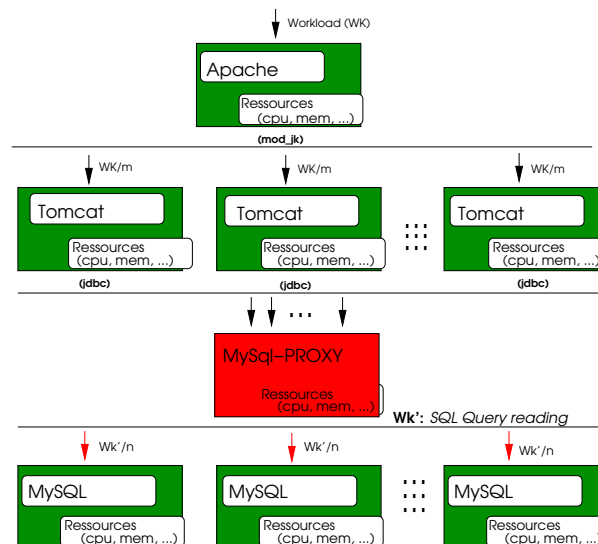 Workload (WK)
Apache
Ressources
(cpu, mem, ...)
(mod_jk)
WK/m WK/m WK/m
Tomcat Tomcat Tomcat
Ressources Ressources Ressources
(cpu, mem, ...) (cpu, mem, ...) (cpu, mem, ...)
(jdbc) (jdbc) (jdbc)
...
MySql-PROXY
Ressources
(cpu, mem, ...)
Wk': SQL Query reading
Wk'/n Wk'/n Wk'/n
MySQL MySQL MySQL
Ressources Ressources Ressources
(cpu, mem, ...) (cpu, mem, ...) (cpu, mem, ...)